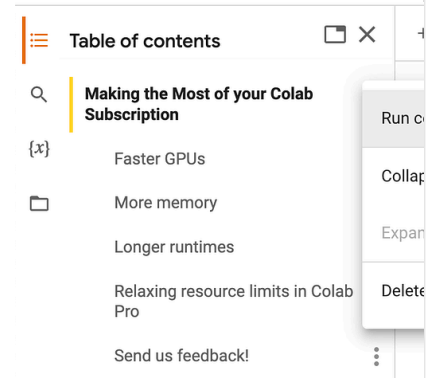 Table of contents
Making the Most of your Colab
Subscription
Run
{x}
Faster GPUs
More memory
Longer runtimes
Relaxing resource limits in Colab
Pro
Send us feedback!